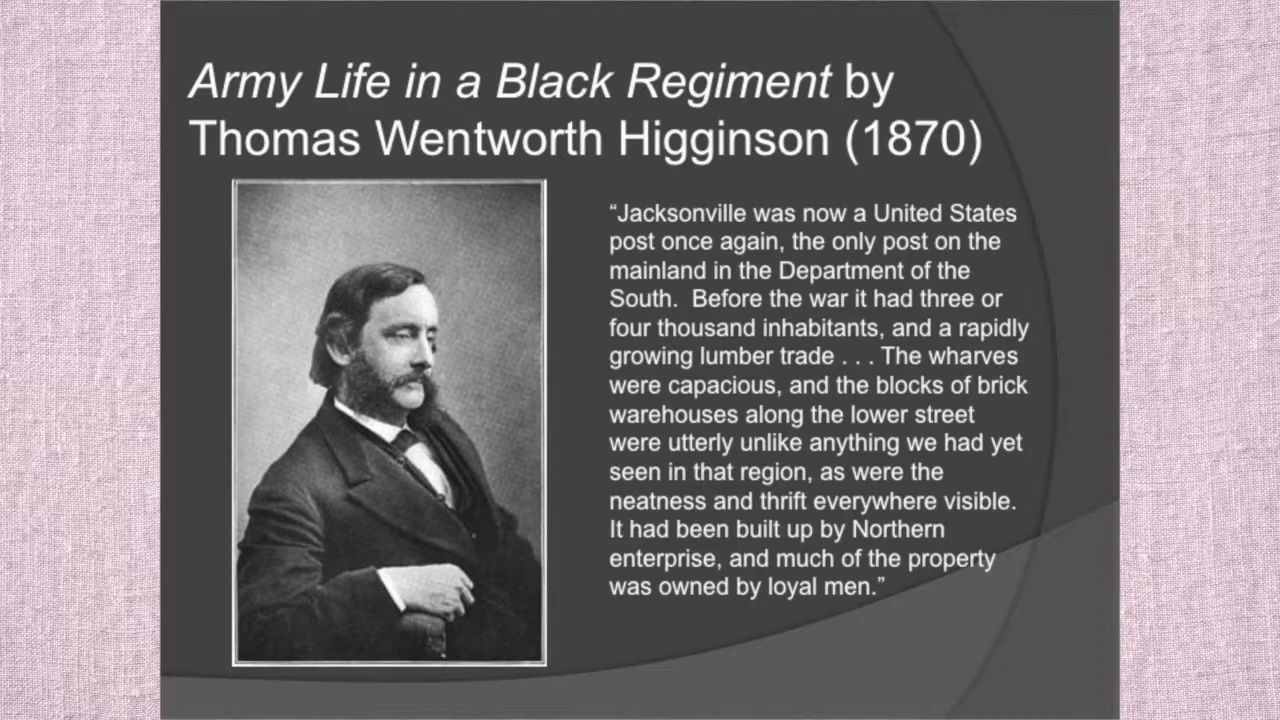 Army Life in a Black Regiment by
Thomas Wentworth Higginson (1870)
“Jacksonville was now a United States
post once again, the only post on the
mainland in the Department of the
South.  Before the war it had three or
four thousand inhabitants, and a rapidly
growing lumber trade . . . The wharves
were capacious, and the blocks of brick
warehouses along the lower street
were utterly unlike anything we had yet
seen in that region, as were the
neatness and thrift everywhere visible.
It had been built up by Northern
enterprise, and much of the property
was owned by loyal men.”